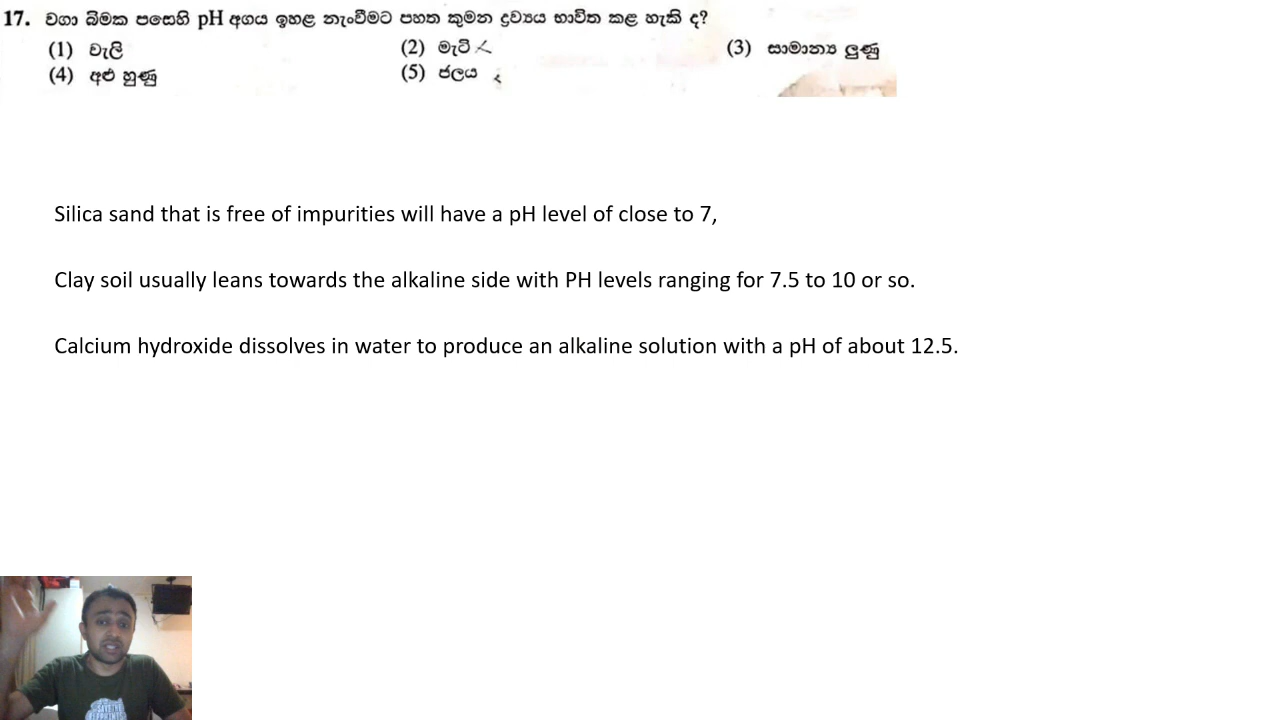 17. වගා බිමක පසෙහි pH අගය ඉහළ නැංවීමට පහත කුමන ද්‍රව්‍යය භාවිත කළ හැකි ද?
(1) වැලි (2) මැටි (3) සාමාන්‍ය ලුණු
(4) අළු හුණු (5) ජලය
Silica sand that is free of impurities will have a pH level of close to 7,
Clay soil usually leans towards the alkaline side with PH levels ranging for 7.5 to 10 or so.
Calcium hydroxide dissolves in water to produce an alkaline solution with a pH of about 12.5.